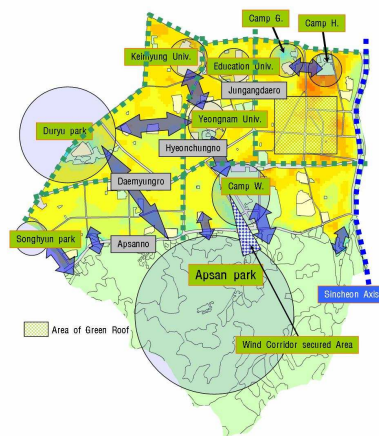 Camp G.
Camp H.
Keimyung Univ.
Education Univ.
Jungangdaero
Duryu park
Yeongnam Univ.
Hyeonchungno
Daemyungro
Camp W.
Songhyun park
Apsanno
Apsan park
Sincheon Axis
Area of Green Roof
Wind Corridor secured Area